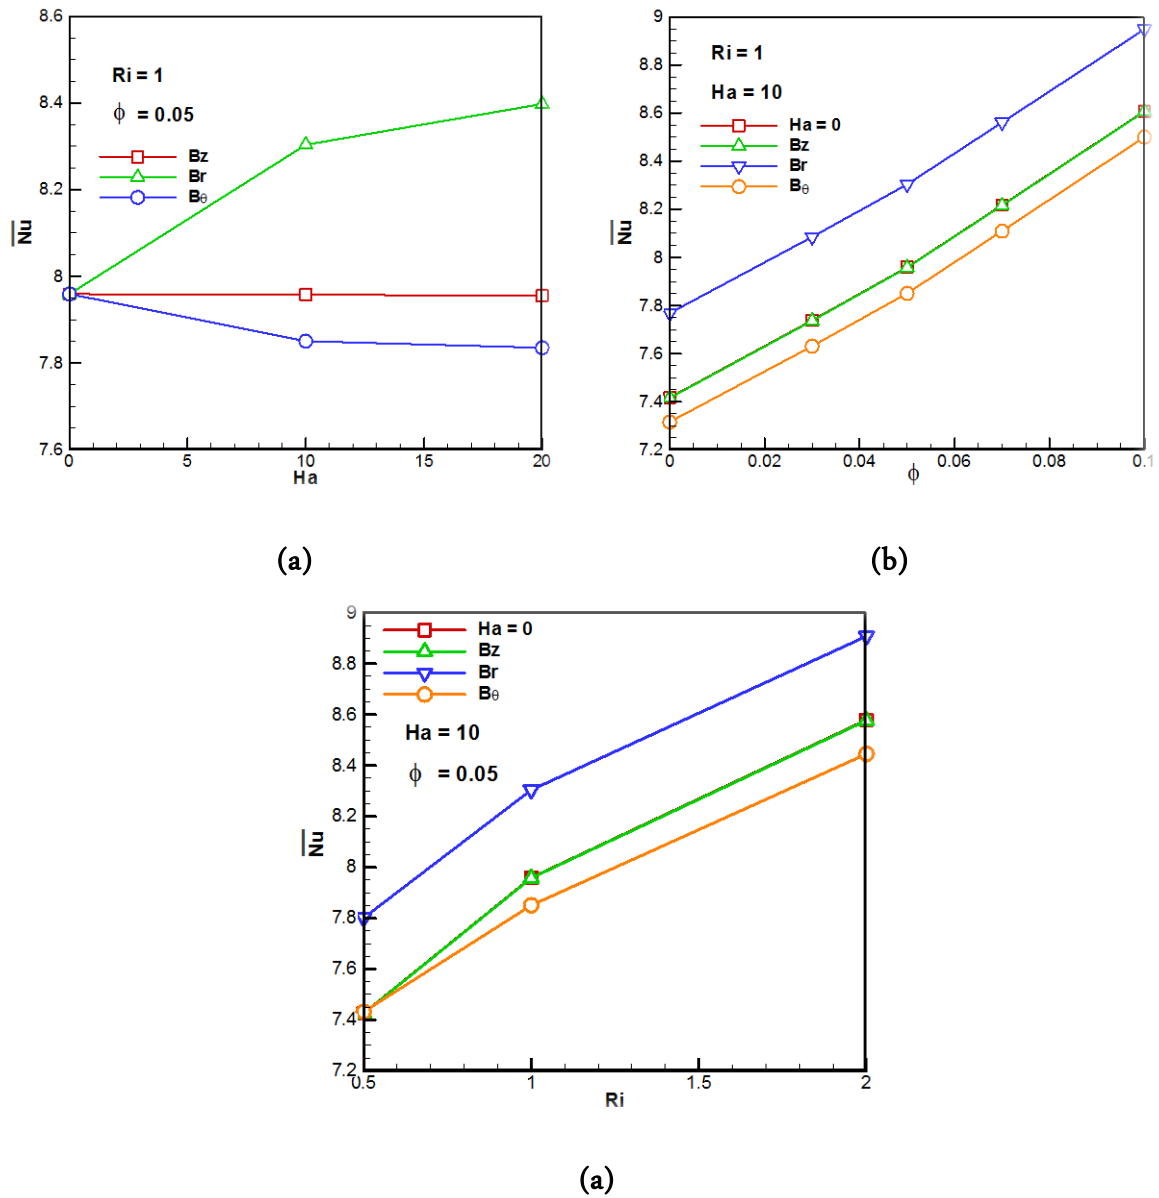 8.6
8.4
8.2
8
7.8
7.6
Nu
Ri = 1
ϕ = 0.05
Bz
Br
Bθ
0 5 10 15 20
Ha
(a)
9
8.8
8.6
8.4
8.2
8
7.8
7.6
7.4
7.2
Nu
Ri = 1
Ha = 10
Ha = 0
Bz
Br
Bθ
0 0.02 0.04 0.06 0.08 0.1
ϕ
(b)
9
8.8
8.6
8.4
8.2
8
7.8
7.6
7.4
7.2
Nu
Ha = 0
Bz
Br
Bθ
Ha = 10
ϕ = 0.05
0.5 1 1.5 2
Ri
(a)